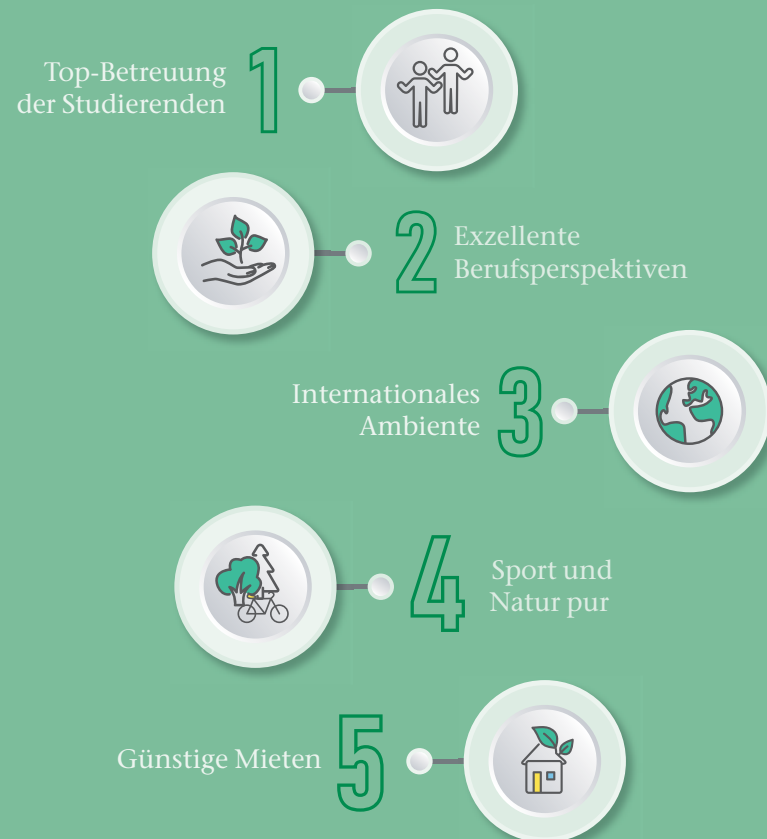 Top-Betreuung
der Studierenden
1
2
Exzellente
Berufsperspektiven
Internationales
Ambiente
3
4
Sport und
Natur pur
Günstige Mieten
5